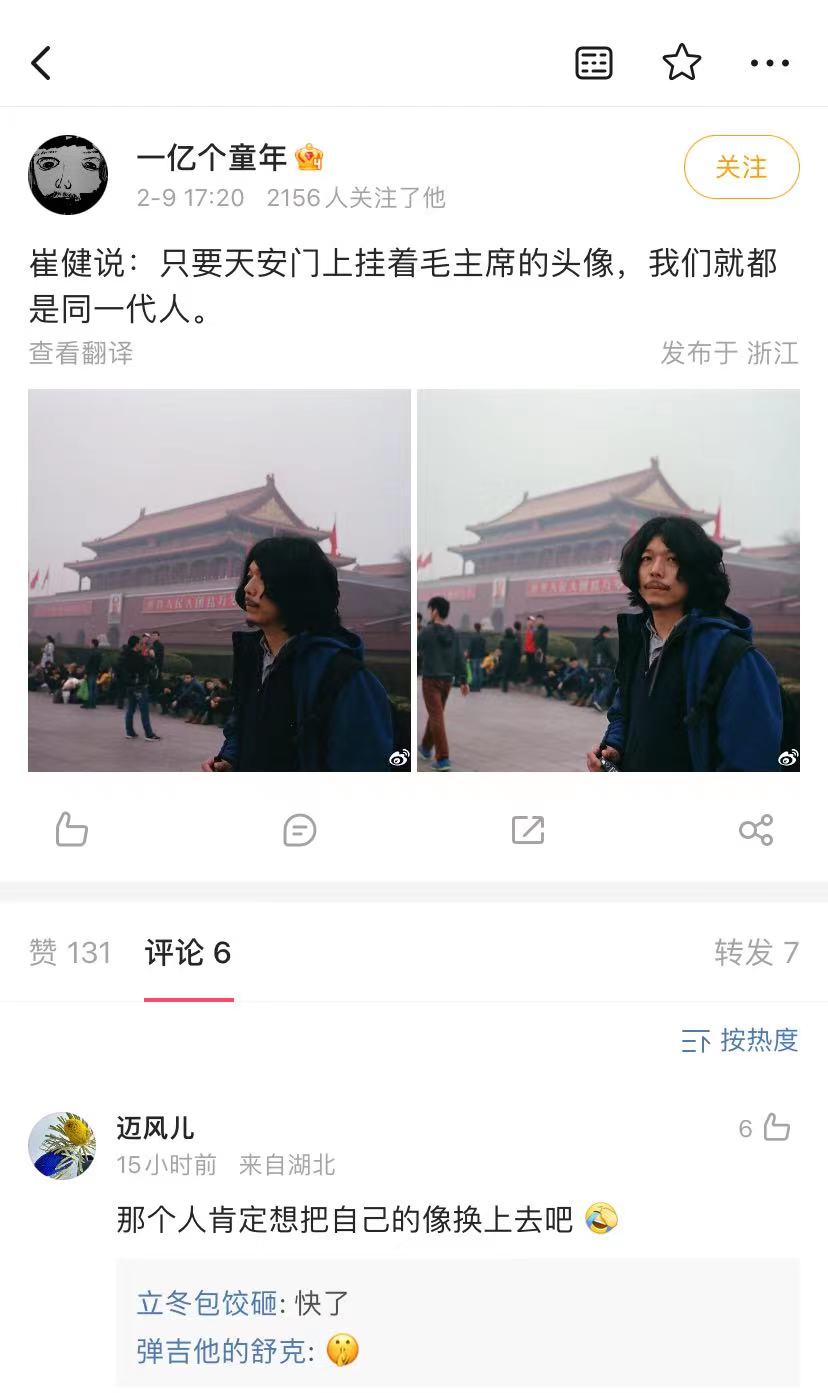 一亿个童年
2-9 17:20 2156人关注了他
关注
崔健说：只要天安门上挂着毛主席的头像，我们就都
是同一代人。
查看翻译
发布于 浙江
赞 131
评论 6
转发 7
按热度
迈风儿
6
15小时前 来自湖北
那个人肯定想把自己的像换上去吧 🤣
立冬包饺砸: 快了
弹吉他的舒克: 🤫